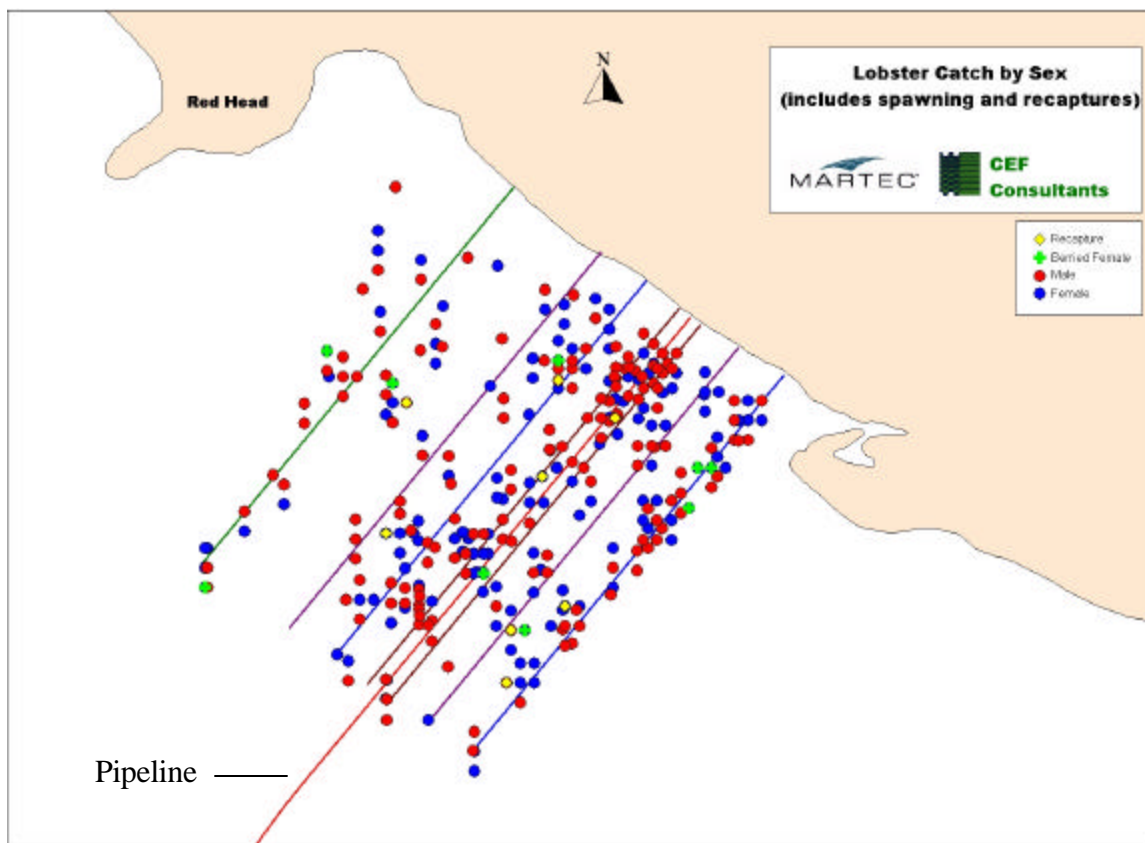 Red Head
N
Lobster Catch by Sex
(includes spawning and recaptures)
MARTEC
CEF
Consultants
Recapture
Berried Female
Male
Female
Pipeline